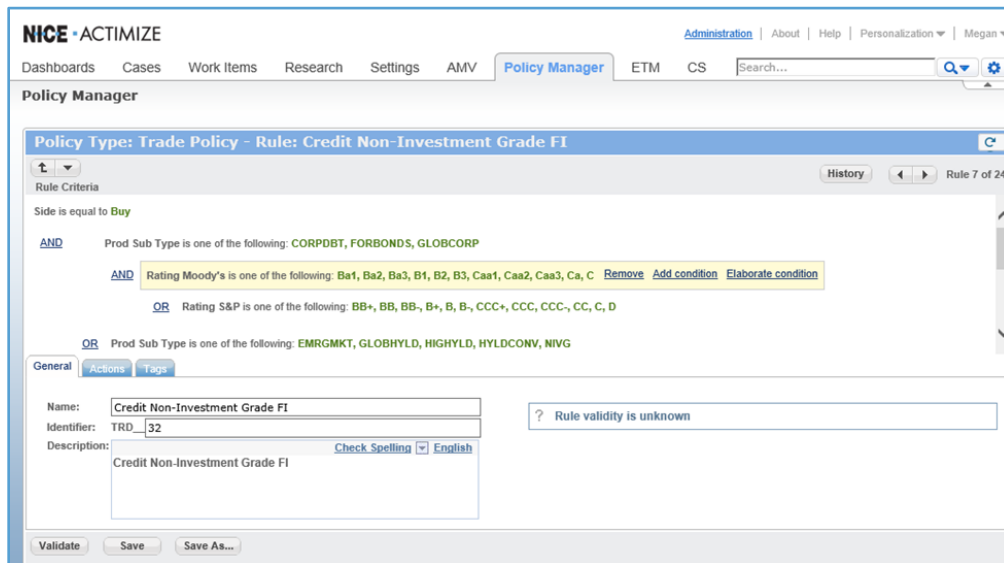 NICE ACTIMIZE
Administration | About | Help | Personalization | Megan
Dashboards Cases Work Items Research Settings AMV Policy Manager ETM CS Search...
Policy Manager
Policy Type: Trade Policy - Rule: Credit Non-Investment Grade FI
History Rule 7 of 24
Rule Criteria
Side is equal to Buy
AND Prod Sub Type is one of the following: CORPDBT, FORBONDS, GLOBCORP
AND Rating Moody's is one of the following: Ba1, Ba2, Ba3, B1, B2, B3, Caa1, Caa2, Caa3, Ca, C Remove Add condition Elaborate condition
OR Rating S&P is one of the following: BB+, BB, BB-, B+, B, B-, CCC+, CCC, CCC-, CC, C, D
OR Prod Sub Type is one of the following: EMRGMKT, GLOBHYLD, HIGHYLD, HYLDCONV, NIVG
General Actions Tags
Name: Credit Non-Investment Grade FI
? Rule validity is unknown
Identifier: TRD__ 32
Description: Check Spelling English
Credit Non-Investment Grade FI
Validate Save Save As...